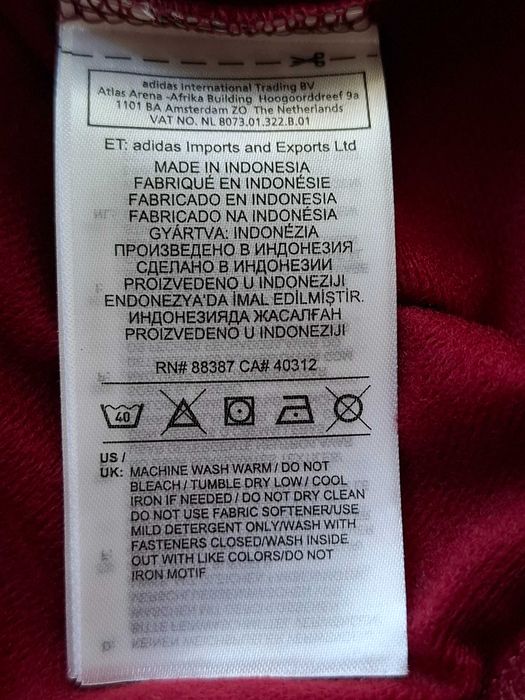 adidas International Trading BV
Atlas Arena -Afrika Building Hoogoorddreef 9a
1101 BA Amsterdam ZO The Netherlands
VAT NO. NL 8073.01.322.B.01
ET: adidas Imports and Exports Ltd
MADE IN INDONESIA
FABRIQUÉ EN INDONÉSIE
FABRICADO EN INDONESIA
FABRICADO NA INDONÉSIA
GYÁRTVA: INDONÉZIA
ПРОИЗВЕДЕНО В ИНДОНЕЗИЯ
СДЕЛАНО В ИНДОНЕЗИИ
PROIZVEDENO U INDONEZIJI
ENDONEZYA'DA İMAL EDİLMİŞTİR.
ИНДОНЕЗИЯДА ЖАСАЛҒАН
PROIZVEDENO U INDONEZIJI
RN# 88387 CA# 40312
40
US /
UK: MACHINE WASH WARM / DO NOT
BLEACH / TUMBLE DRY LOW / COOL
IRON IF NEEDED / DO NOT DRY CLEAN
DO NOT USE FABRIC SOFTENER/USE
MILD DETERGENT ONLY/WASH WITH
FASTENERS CLOSED/WASH INSIDE
OUT WITH LIKE COLORS/DO NOT
IRON MOTIF